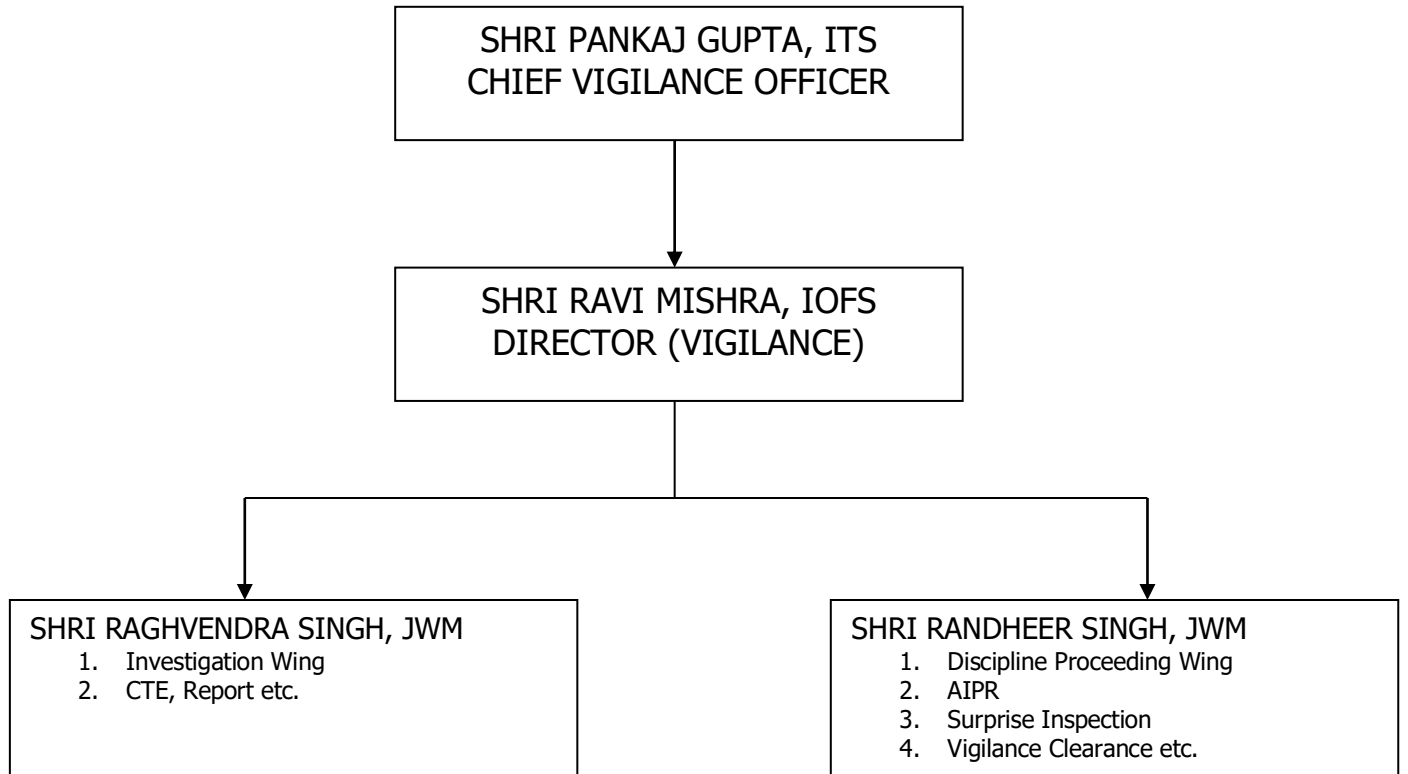 SHRI PANKAJ GUPTA, ITS
CHIEF VIGILANCE OFFICER
SHRI RAVI MISHRA, IOFS
DIRECTOR (VIGILANCE)
SHRI RAGHVENDRA SINGH, JWM
1. Investigation Wing
2. CTE, Report etc.
SHRI RANDHEER SINGH, JWM
1. Discipline Proceeding Wing
2. AIPR
3. Surprise Inspection
4. Vigilance Clearance etc.